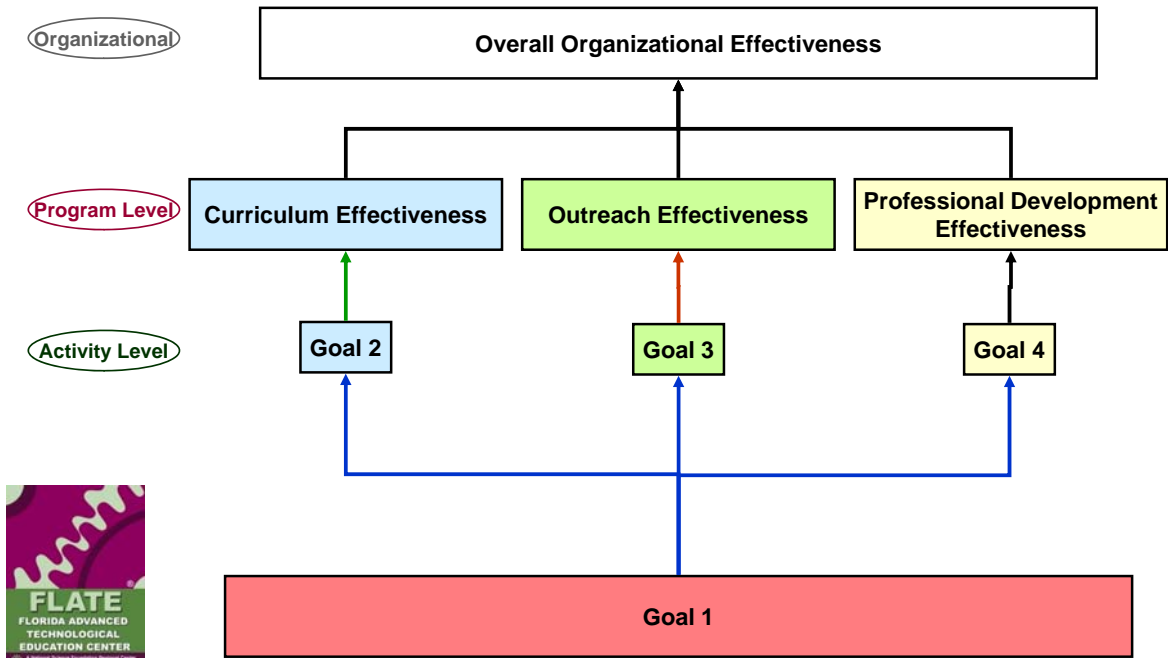 Organizational
Overall Organizational Effectiveness
Program Level
Curriculum Effectiveness
Outreach Effectiveness
Professional Development
Effectiveness
Activity Level
Goal 2
Goal 3
Goal 4
Goal 1
®
FLATE
FLORIDA ADVANCED
TECHNOLOGICAL
EDUCATION CENTER